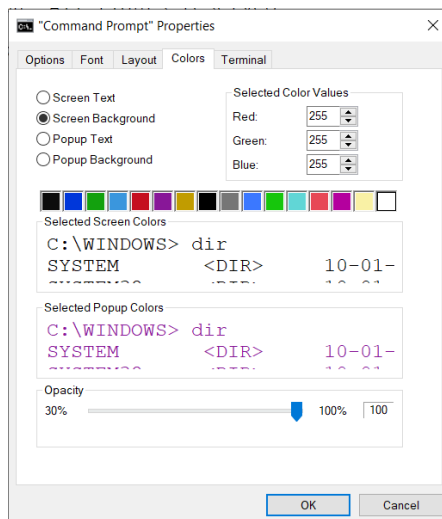 "Command Prompt" Properties
Options Font Layout Colors Terminal
Screen Text
Screen Background
Popup Text
Popup Background
Selected Color Values
Red: 255
Green: 255
Blue: 255
Selected Screen Colors
C:\WINDOWS> dir
SYSTEM <DIR> 10-01-
Selected Popup Colors
C:\WINDOWS> dir
SYSTEM <DIR> 10-01-
Opacity
30% 100% 100
OK Cancel